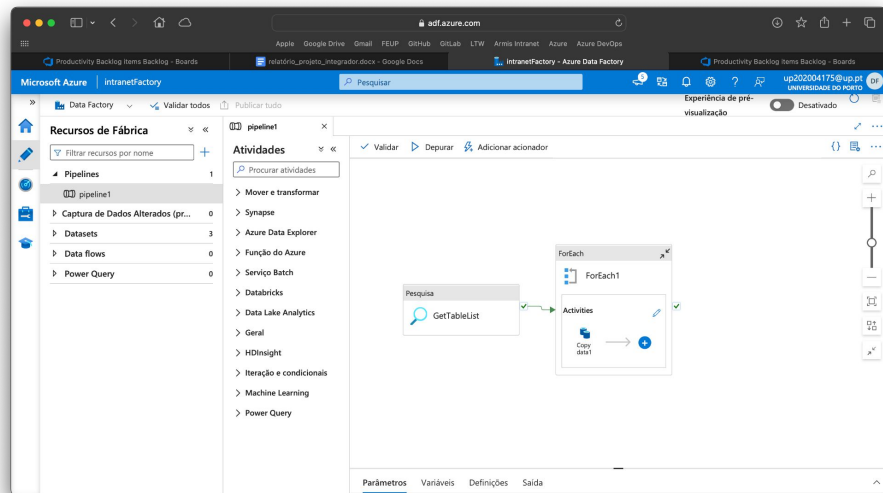 adf.azure.com
Apple Google Drive Gmail FEUP GitHub GitLab LTW Armis Intranet Azure Azure DevOps
Productivity Backlog items Backlog - Boards
relatório_projeto_integrador.docx - Google Docs
intranetFactory - Azure Data Factory
Productivity Backlog items Backlog - Boards
Microsoft Azure | intranetFactory
Pesquisar
5
up202004175@up.pt
UNIVERSIDADE DO PORTO
DF
» Data Factory
Validar todos
Publicar tudo
Experiência de pré-
visualização
Desativado
Recursos de Fábrica
Filtrar recursos por nome
Pipelines 1
pipeline1
Captura de Dados Alterados (pr... 0
Datasets 3
Data flows 0
Power Query 0
pipeline1
Atividades
Procurar atividades
Mover e transformar
Synapse
Azure Data Explorer
Função do Azure
Serviço Batch
Databricks
Data Lake Analytics
Geral
HDInsight
Iteração e condicionais
Machine Learning
Power Query
Validar Depurar Adicionar acionador
Pesquisa
GetTableList
ForEach
ForEach1
Activities
Copy
data1
Parâmetros Variáveis Definições Saída